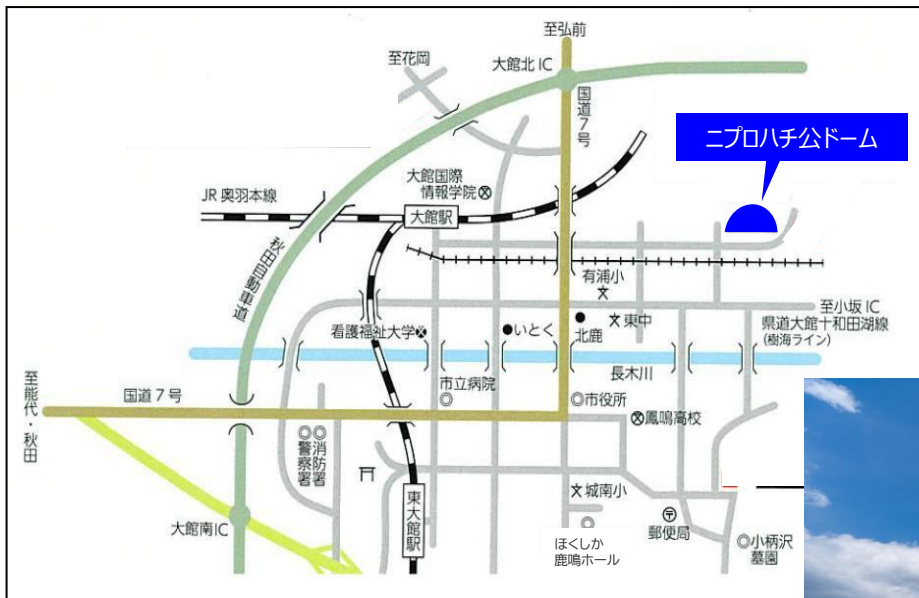 至弘前
至花岡
大館北IC
国道7号
ニプロハチ公ドーム
大館国際
情報学院
JR奥羽本線
大館駅
秋田自動車道
有浦小
至小坂IC
県道大館十和田湖線
(樹海ライン)
東中
北鹿
いとく
看護福祉大学
長木川
市立病院
至能代・秋田
国道7号
市役所
鳳鳴高校
消防署
警察署
城南小
東大館駅
大館南IC
郵便局
ほくしか
鹿鳴ホール
小柄沢
墓園